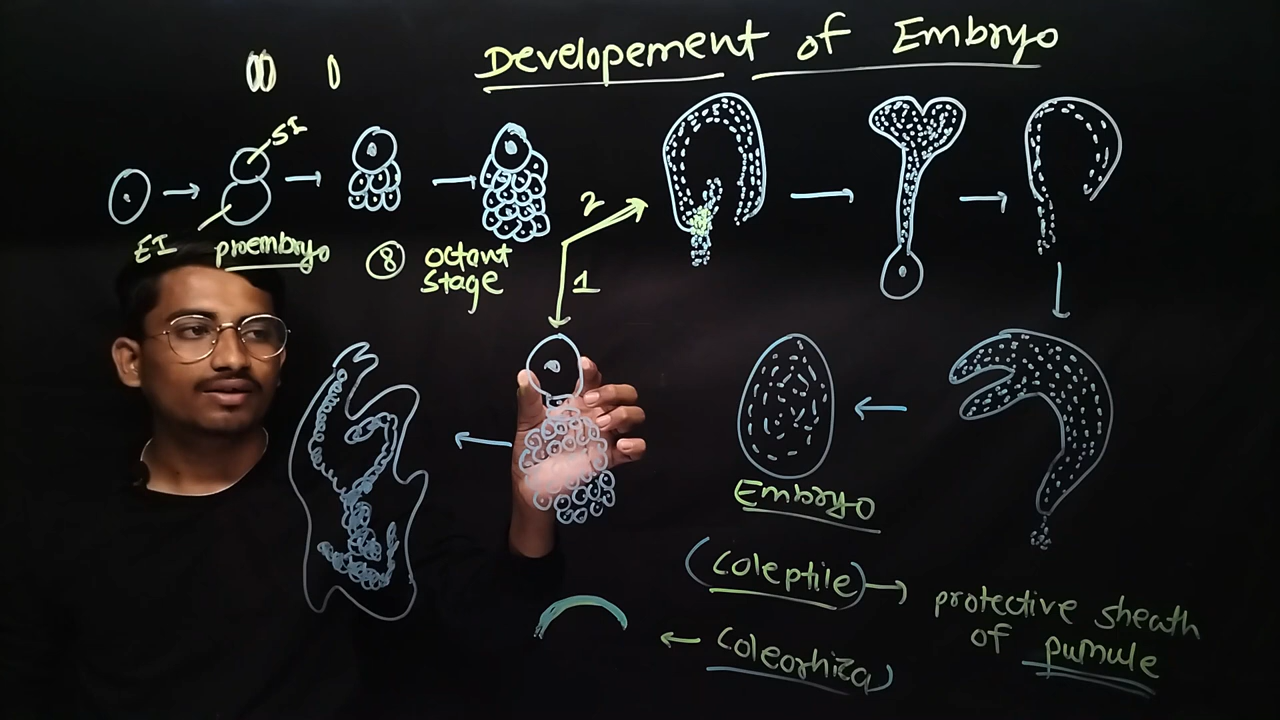 Developement of Embryo
SI
EI
proembryo
8
octant
stage
2
1
Embryo
(coleptile)
protective sheath
of pumule
coleorhiza)